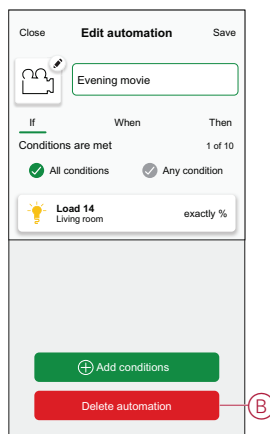 Close Edit automation Save
Evening movie
If When Then
Conditions are met 1 of 10
All conditions Any condition
Load 14
Living room exactly %
Add conditions
Delete automation B